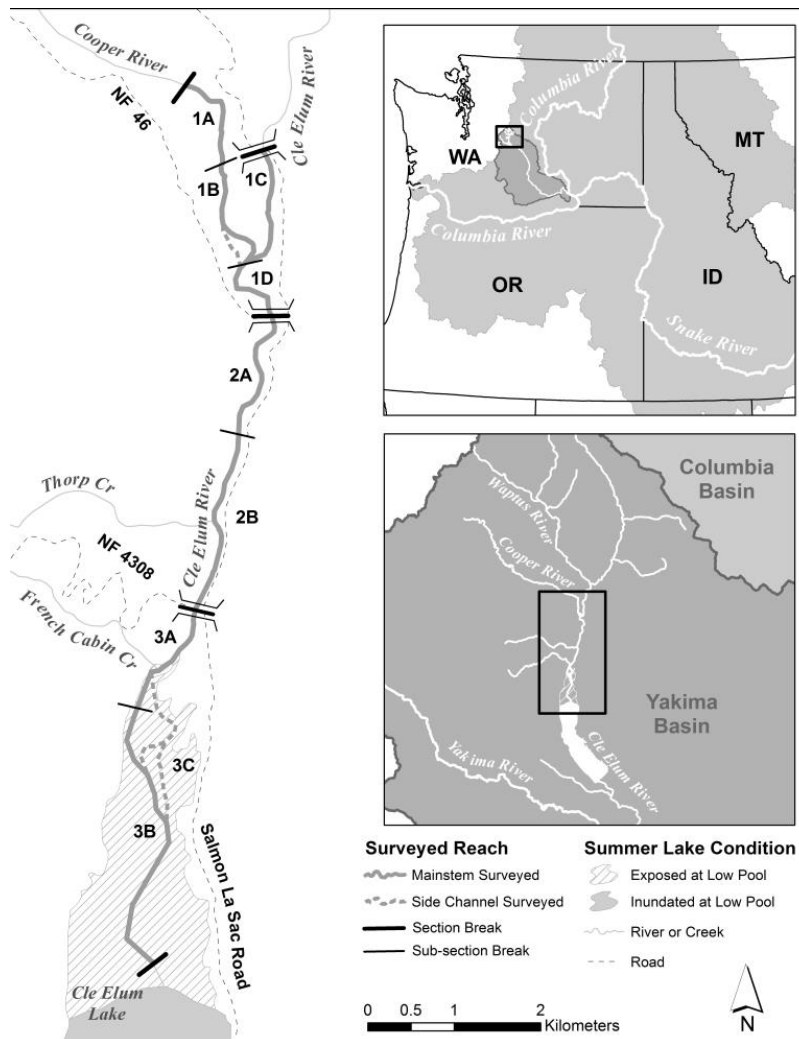 Cooper River
NF 46
Cle Elum River
1A
1B
1C
1D
2A
2B
Thorp Cr
NF 4308
Cle Elum River
French Cabin Cr
3A
3C
3B
Salmon La Sac Road
Cle Elum
Lake
Columbia River
WA
MT
Columbia River
OR
ID
Snake River
Columbia
Basin
Waptus River
Cooper River
Yakima
Basin
Yakima River
Cle Elum River
Surveyed Reach
Mainstem Surveyed
Side Channel Surveyed
Section Break
Sub-section Break
Summer Lake Condition
Exposed at Low Pool
Inundated at Low Pool
River or Creek
Road
0 0.5 1 2
Kilometers
N